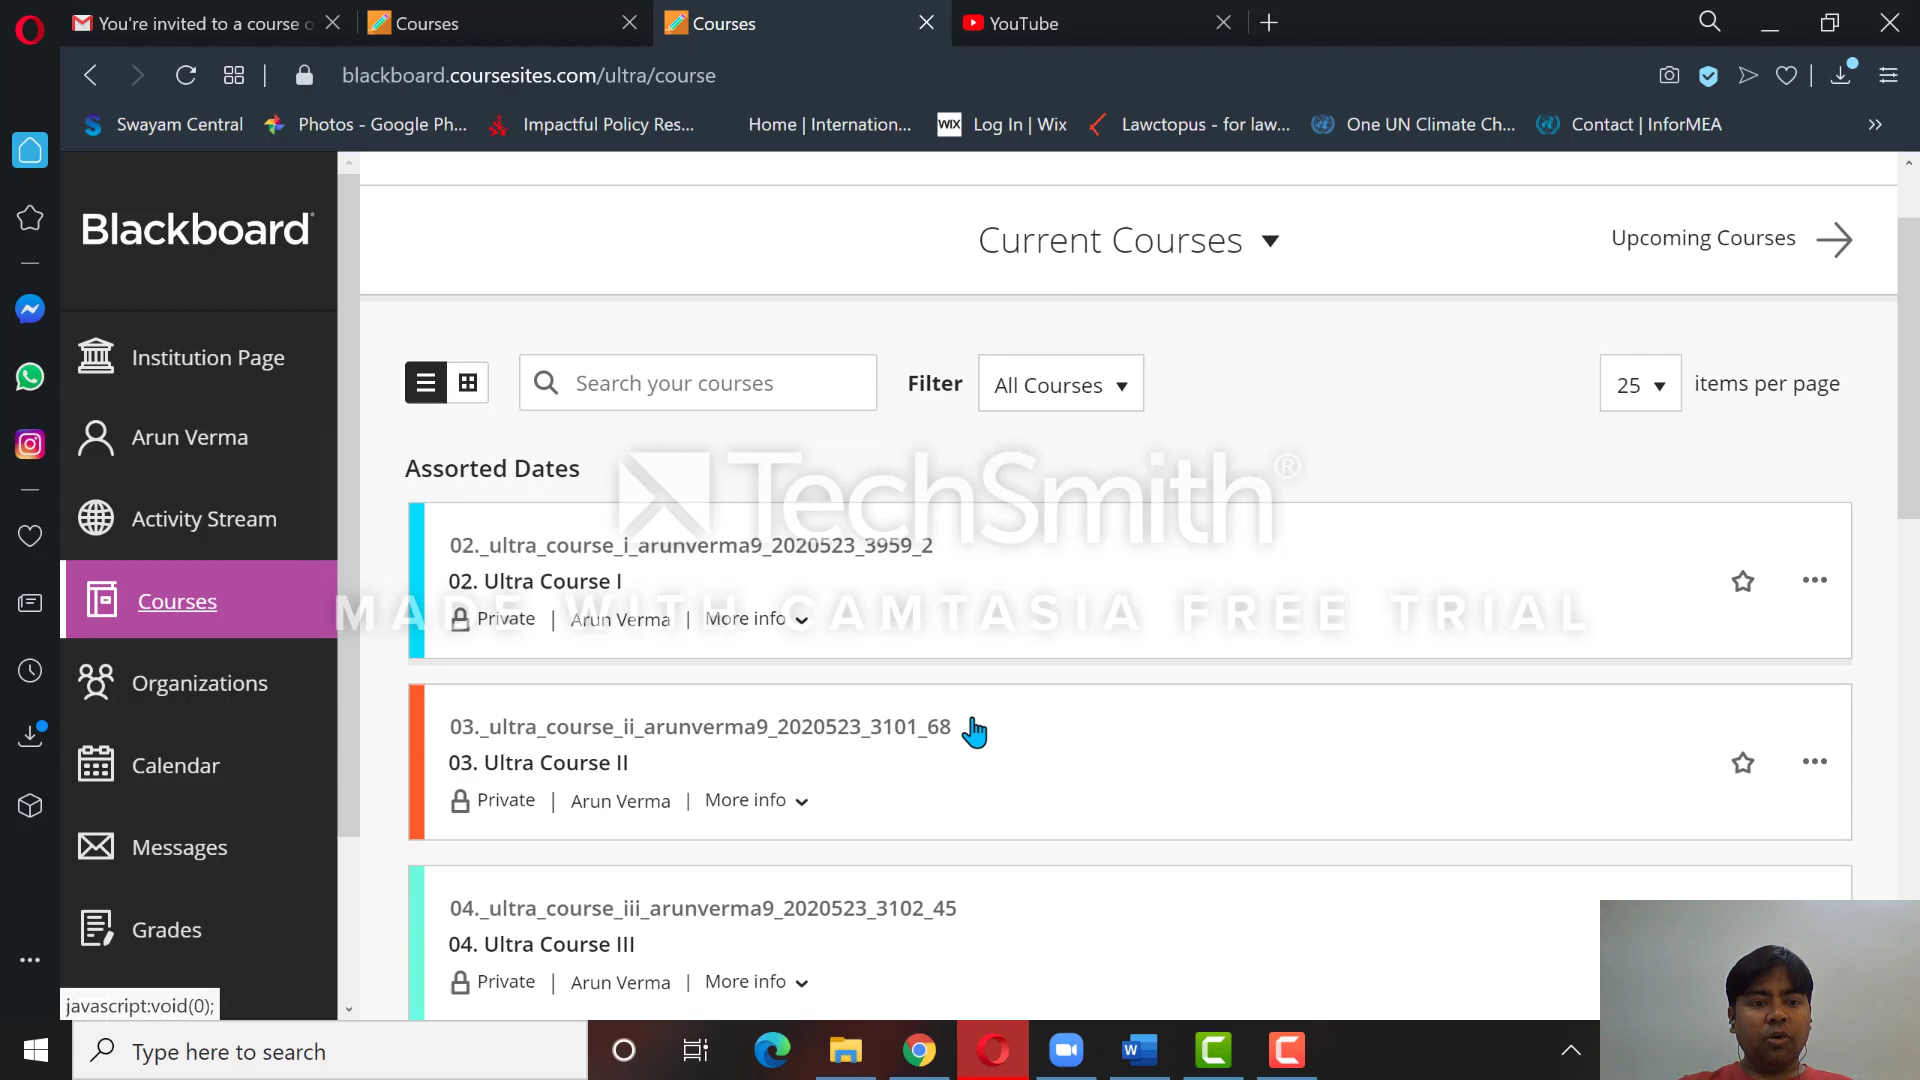 You're invited to a course o
Courses
Courses
YouTube
blackboard.coursesites.com/ultra/course
Swayam Central
Photos - Google Ph...
Impactful Policy Res...
Home | Internation...
WIX
Log In | Wix
Lawctopus - for law...
One UN Climate Ch...
Contact | InforMEA
Blackboard
Institution Page
Arun Verma
Activity Stream
Courses
Organizations
Calendar
Messages
Grades
javascript:void(0);
Current Courses
Upcoming Courses
Search your courses
Filter
All Courses
25
items per page
Assorted Dates
TechSmith®
MADE WITH CAMTASIA FREE TRIAL
02._ultra_course_i_arunverma9_2020523_3959_2
02. Ultra Course I
Private | Arun Verma | More info
03._ultra_course_ii_arunverma9_2020523_3101_68
03. Ultra Course II
Private | Arun Verma | More info
04._ultra_course_iii_arunverma9_2020523_3102_45
04. Ultra Course III
Private | Arun Verma | More info
Type here to search